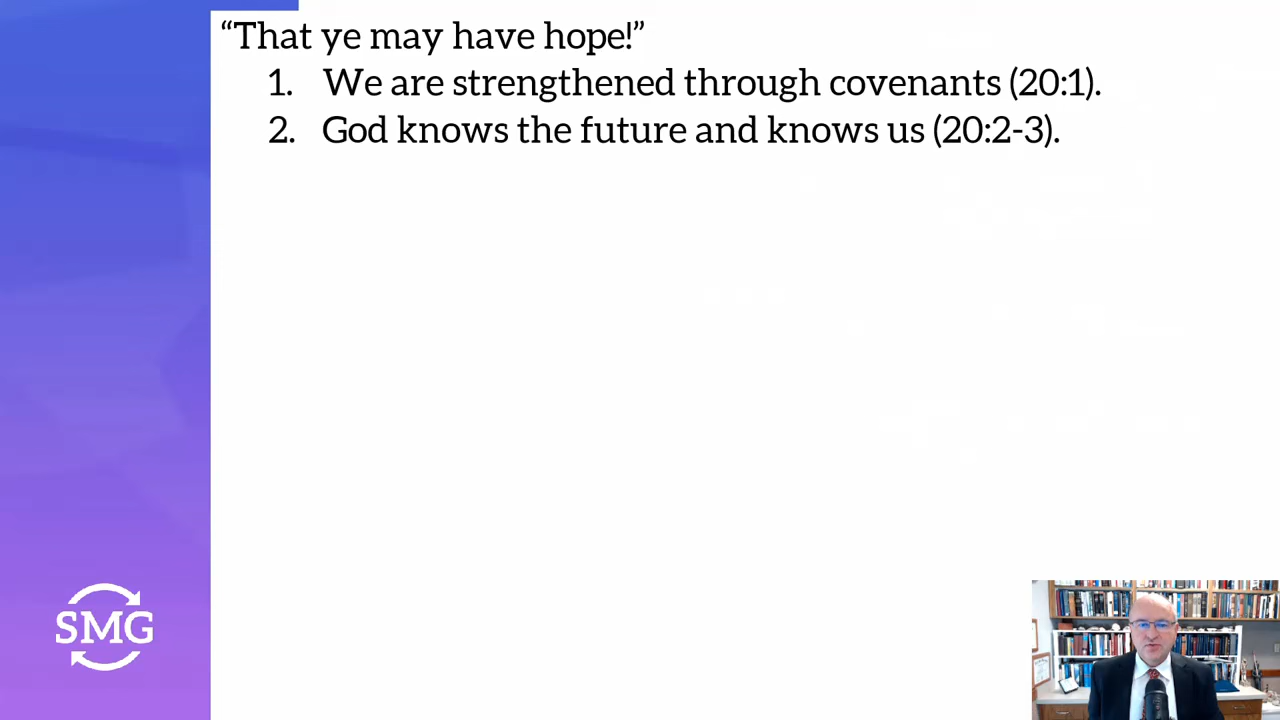 “That ye may have hope!”
1. We are strengthened through covenants (20:1).
2. God knows the future and knows us (20:2-3).
SMG